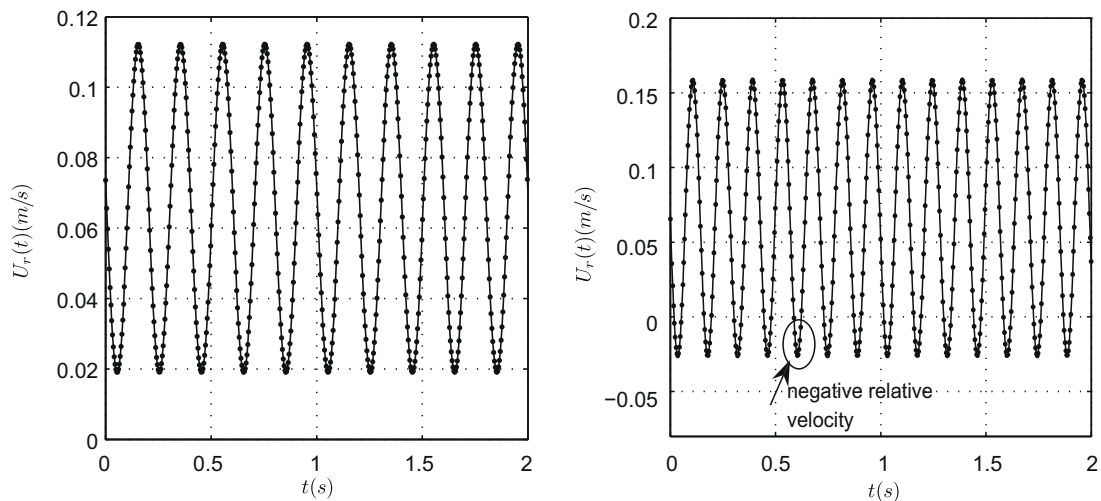 0.12
0.1
0.08
0.06
0.04
0.02
0
U_r(t)(m/s)
0 0.5 1 1.5 2
t(s)
0.2
0.15
0.1
0.05
0
−0.05
U_r(t)(m/s)
negative relative
velocity
0 0.5 1 1.5 2
t(s)